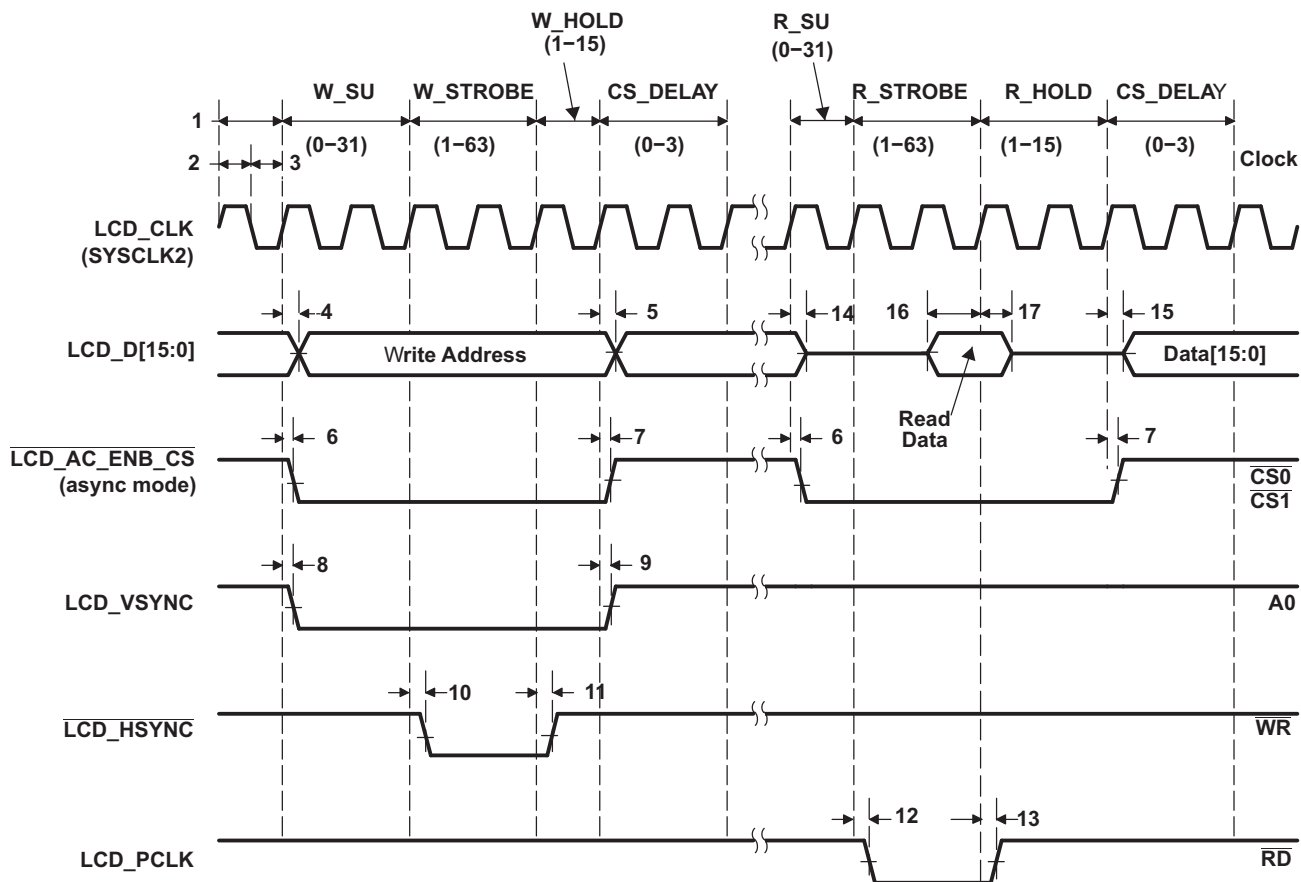 W_HOLD
(1−15)
R_SU
(0−31)
W_SU
W_STROBE
CS_DELAY
R_STROBE
R_HOLD
CS_DELAY
1
(0−31)
(1−63)
(0−3)
(1−63)
(1−15)
(0−3)
Clock
2
3
LCD_CLK
(SYSCLK2)
4
5
14
16
17
15
LCD_D[15:0]
Write Address
Data[15:0]
Read
Data
6
7
6
7
LCD_AC_ENB_CS
(async mode)
CS0
CS1
8
9
LCD_VSYNC
A0
10
11
LCD_HSYNC
WR
12
13
LCD_PCLK
RD